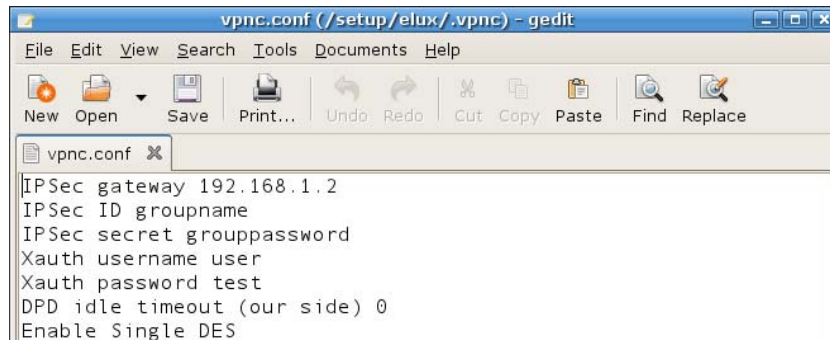 vpnc.conf (/setup/elux/.vpnc) - gedit
File Edit View Search Tools Documents Help
New Open Save Print... Undo Redo Cut Copy Paste Find Replace
vpnc.conf
IPSec gateway 192.168.1.2
IPSec ID groupname
IPSec secret grouppassword
Xauth username user
Xauth password test
DPD idle timeout (our side) 0
Enable Single DES